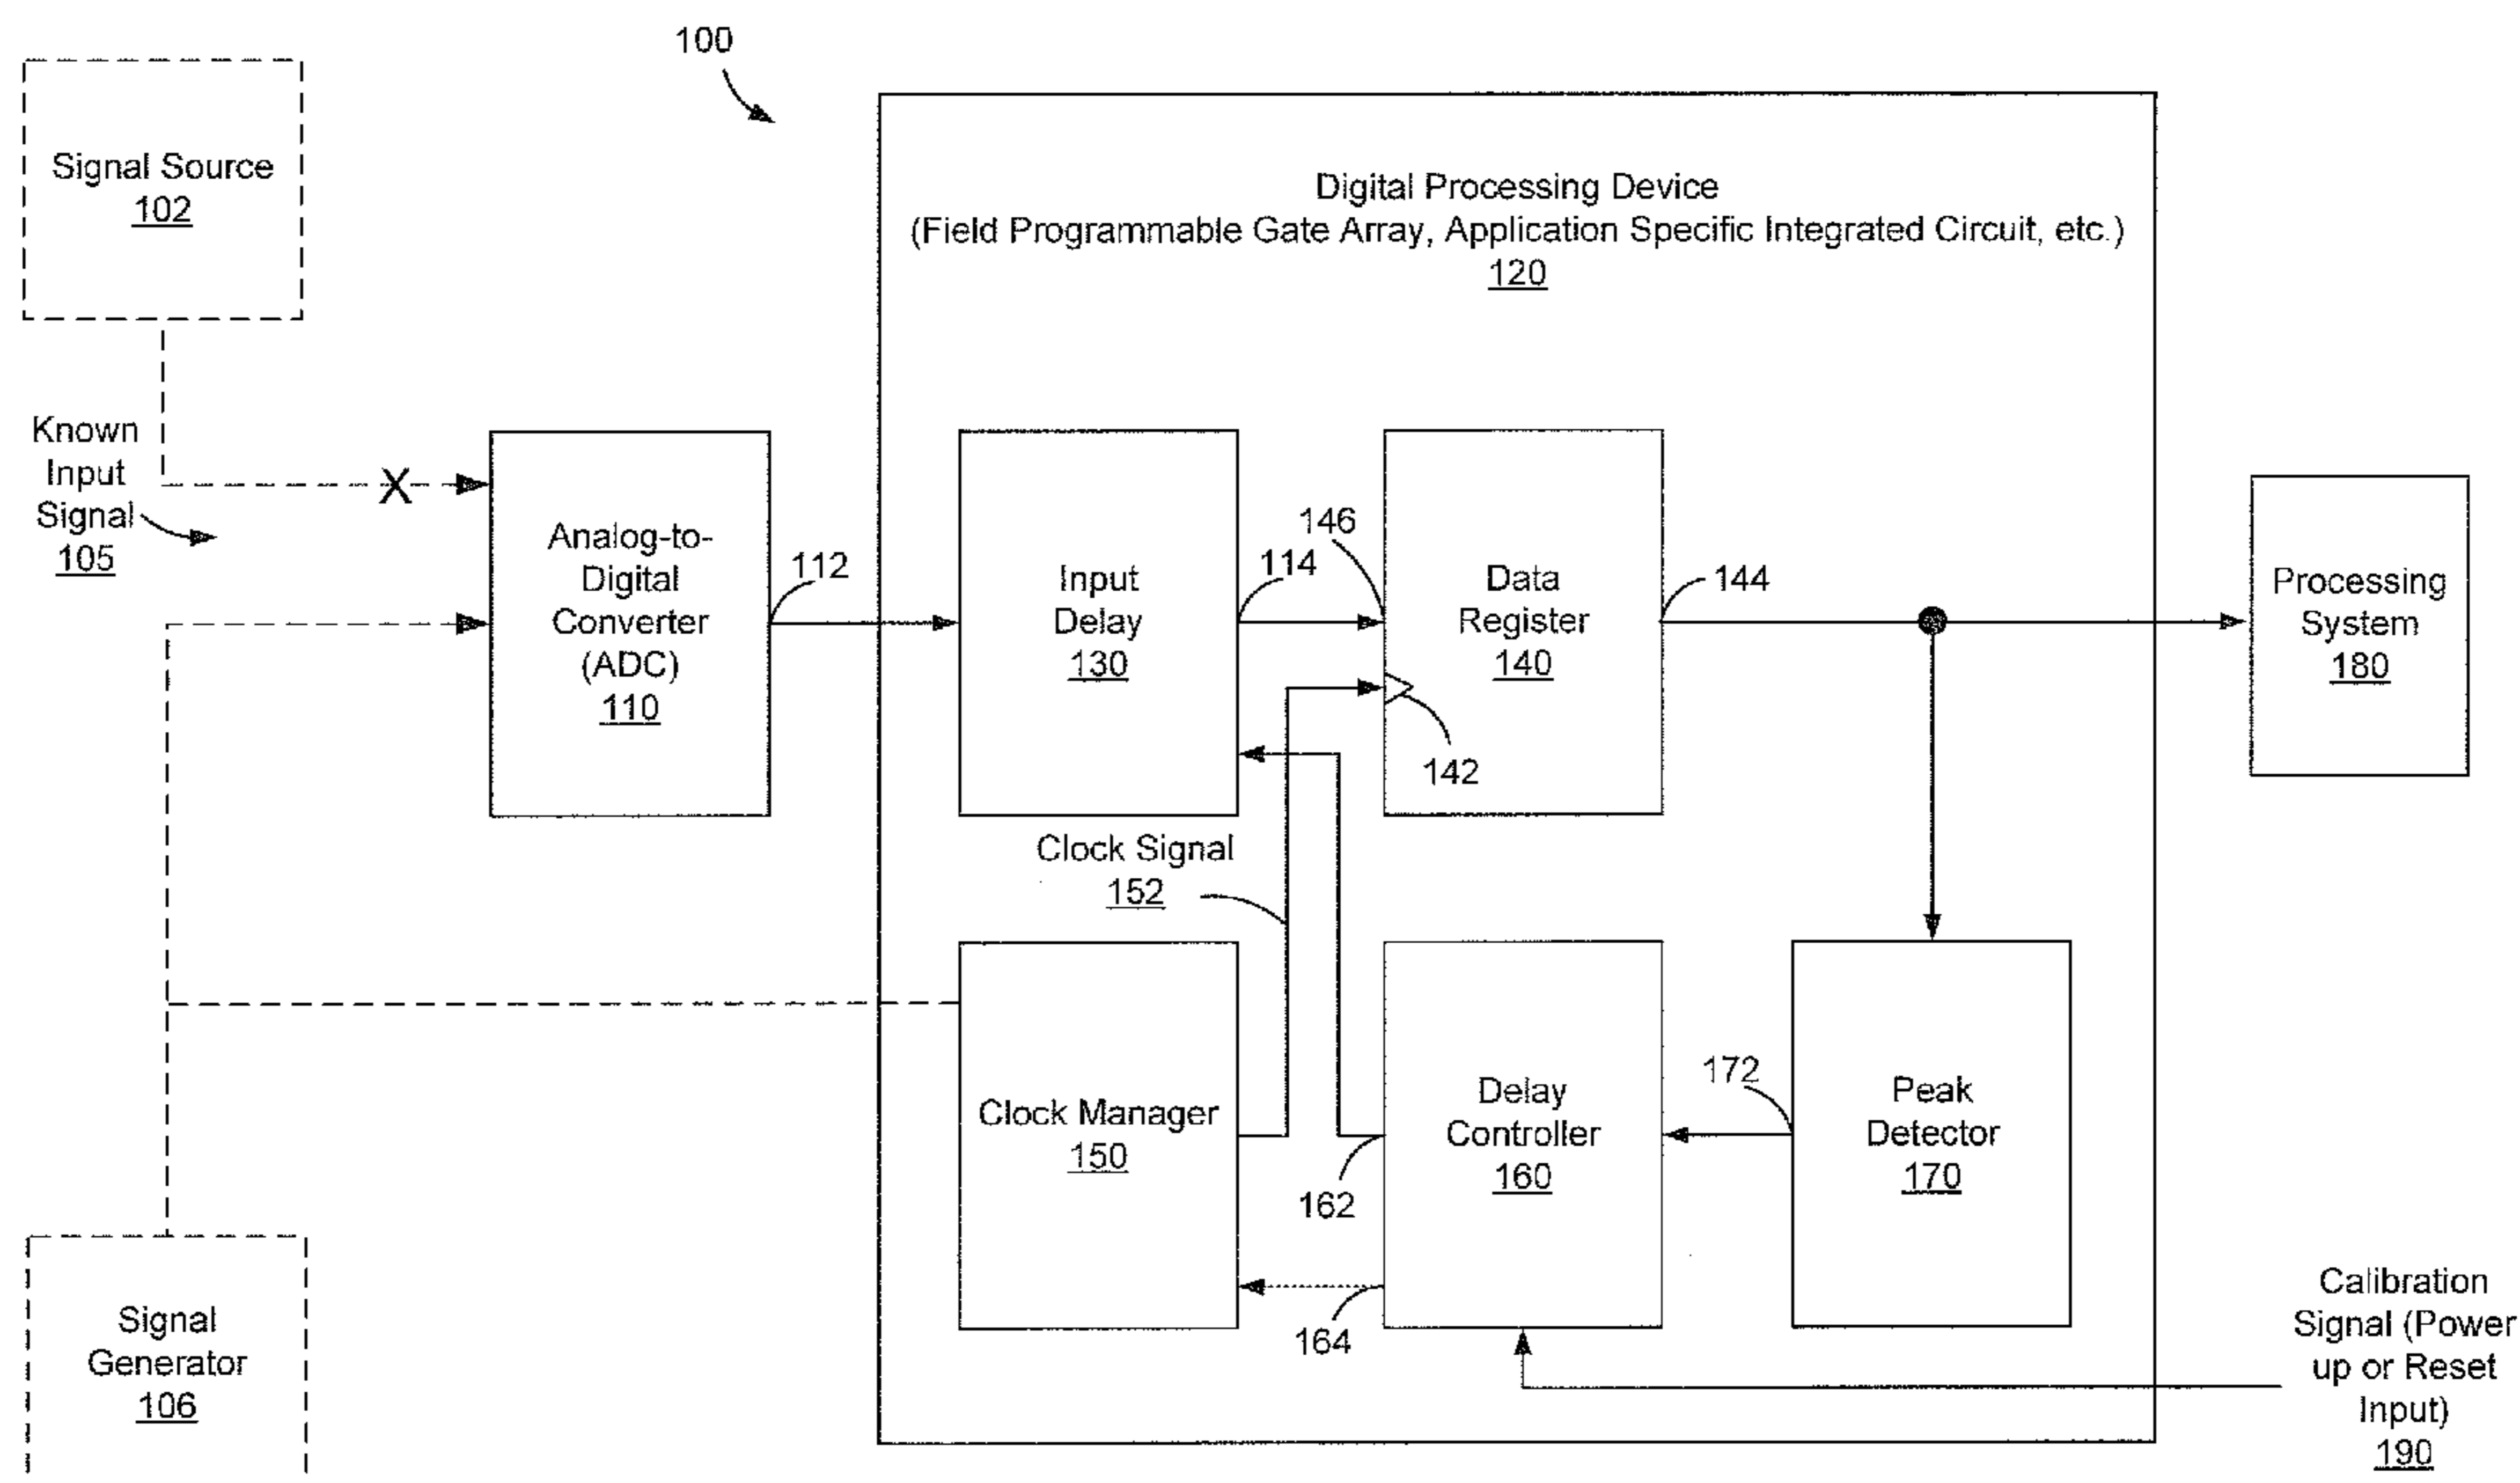 100
Signal Source
102
Digital Processing Device
(Field Programmable Gate Array, Application Specific Integrated Circuit, etc.)
120
Known
Input
Signal
105
Analog-to-
Digital
Converter
(ADC)
110
112
Input
Delay
130
114
146
Data
Register
140
142
144
Processing
System
180
Clock Signal
152
Clock Manager
150
162
164
Delay
Controller
160
172
Peak
Detector
170
Signal
Generator
106
Calibration
Signal (Power
up or Reset
Input)
190
X